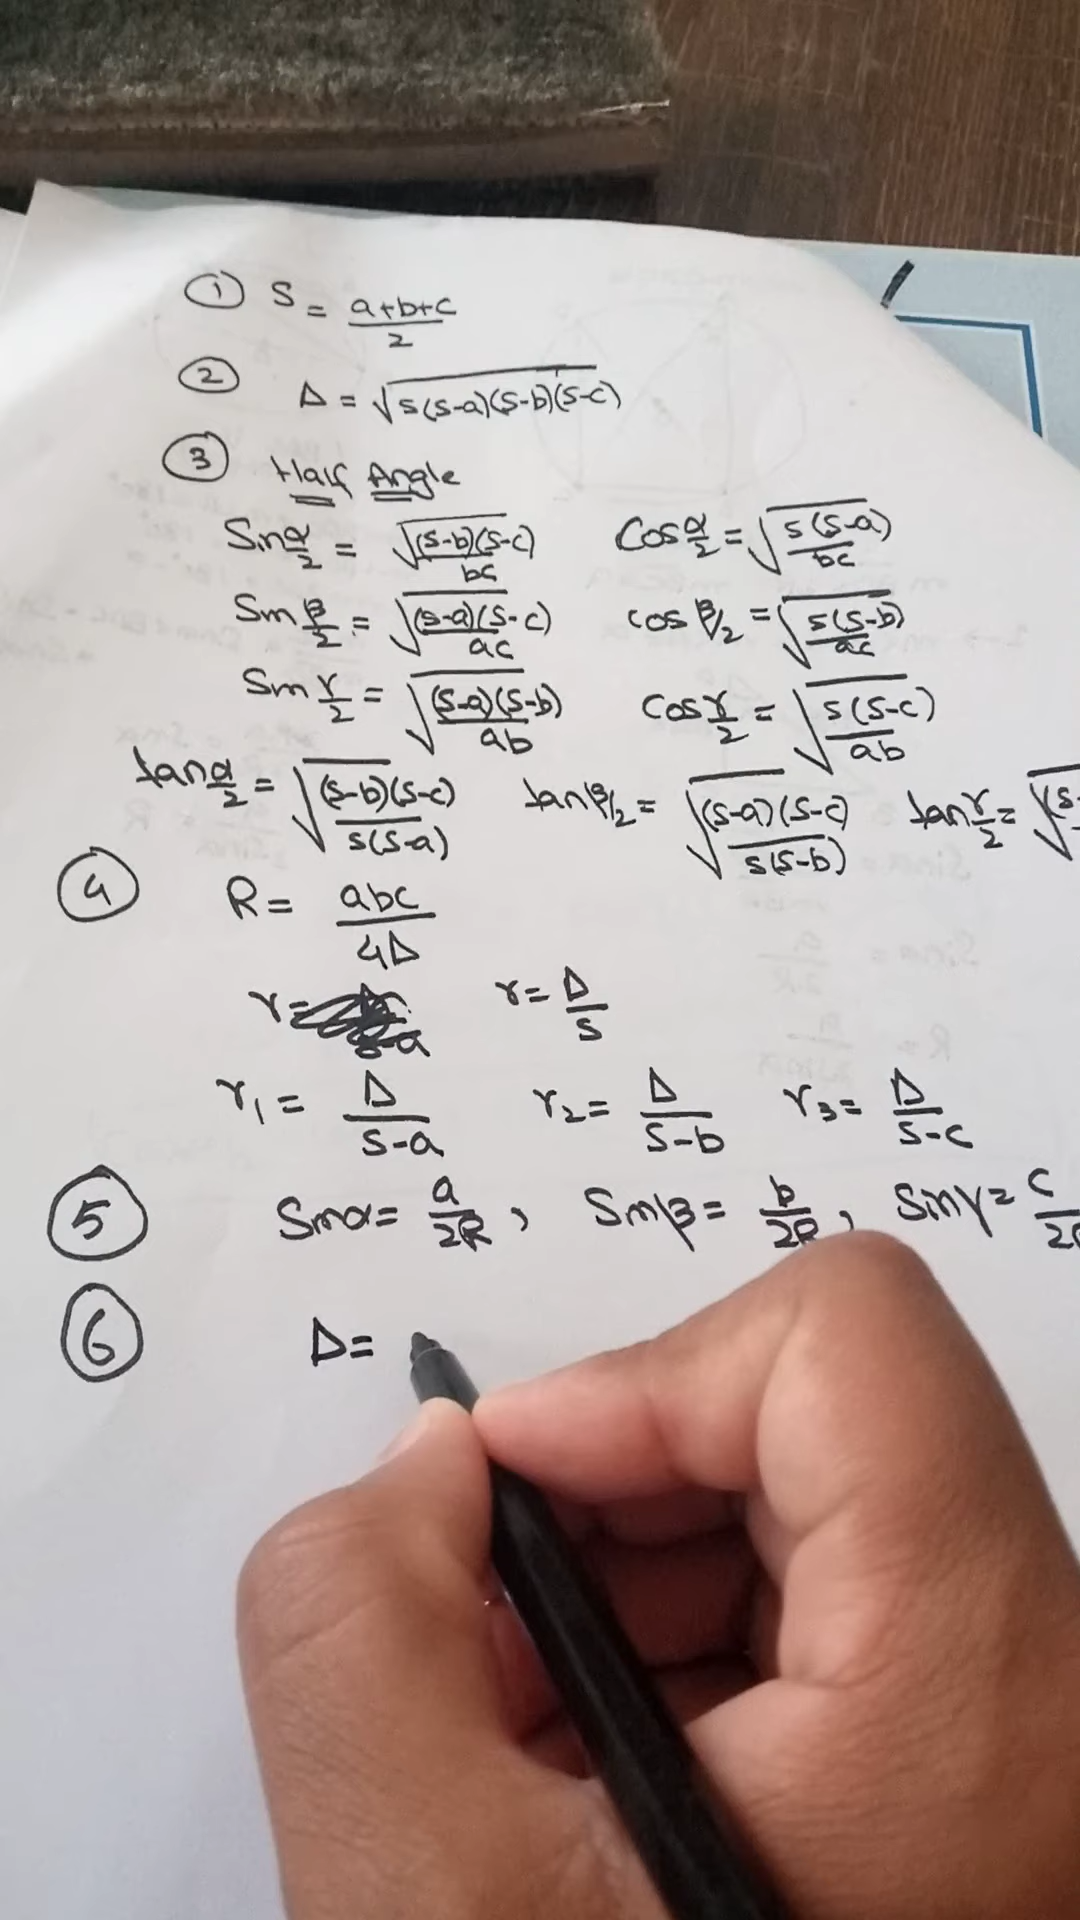 ① S = a+b+c/2
② Δ = √s(s-a)(s-b)(s-c)
③ Half Angle
Sin α/2 = √(s-b)(s-c)/bc Cos α/2 = √s(s-a)/bc
Sin β/2 = √(s-a)(s-c)/ac cos β/2 = √s(s-b)/ac
Sin γ/2 = √(s-a)(s-b)/ab Cos γ/2 = √s(s-c)/ab
tan α/2 = √(s-b)(s-c)/s(s-a) tan β/2 = √(s-a)(s-c)/s(s-b) tan γ/2 = √(s-
④ R = abc/4Δ
r = r = Δ/s
r1 = Δ/s-a r2 = Δ/s-b r3 = Δ/s-c
⑤ Sin α = a/2R , Sin β = b/2R , Sin γ = c/2R
⑥ Δ =